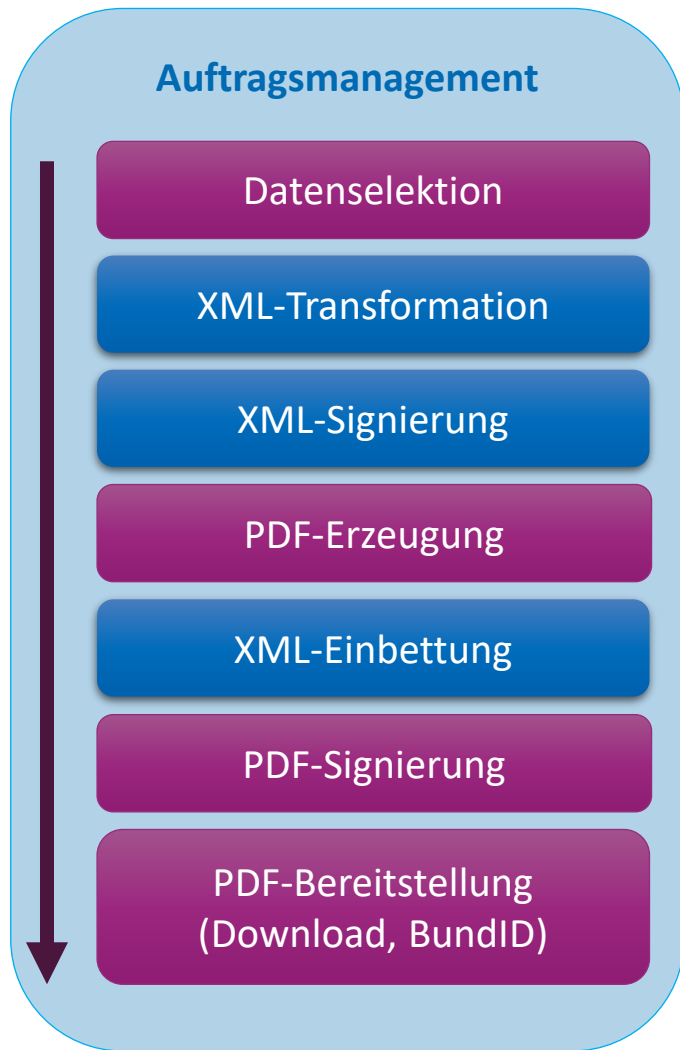 Auftragsmanagement
Datenselektion
XML-Transformation
XML-Signierung
PDF-Erzeugung
XML-Einbettung
PDF-Signierung
PDF-Bereitstellung
(Download, BundID)